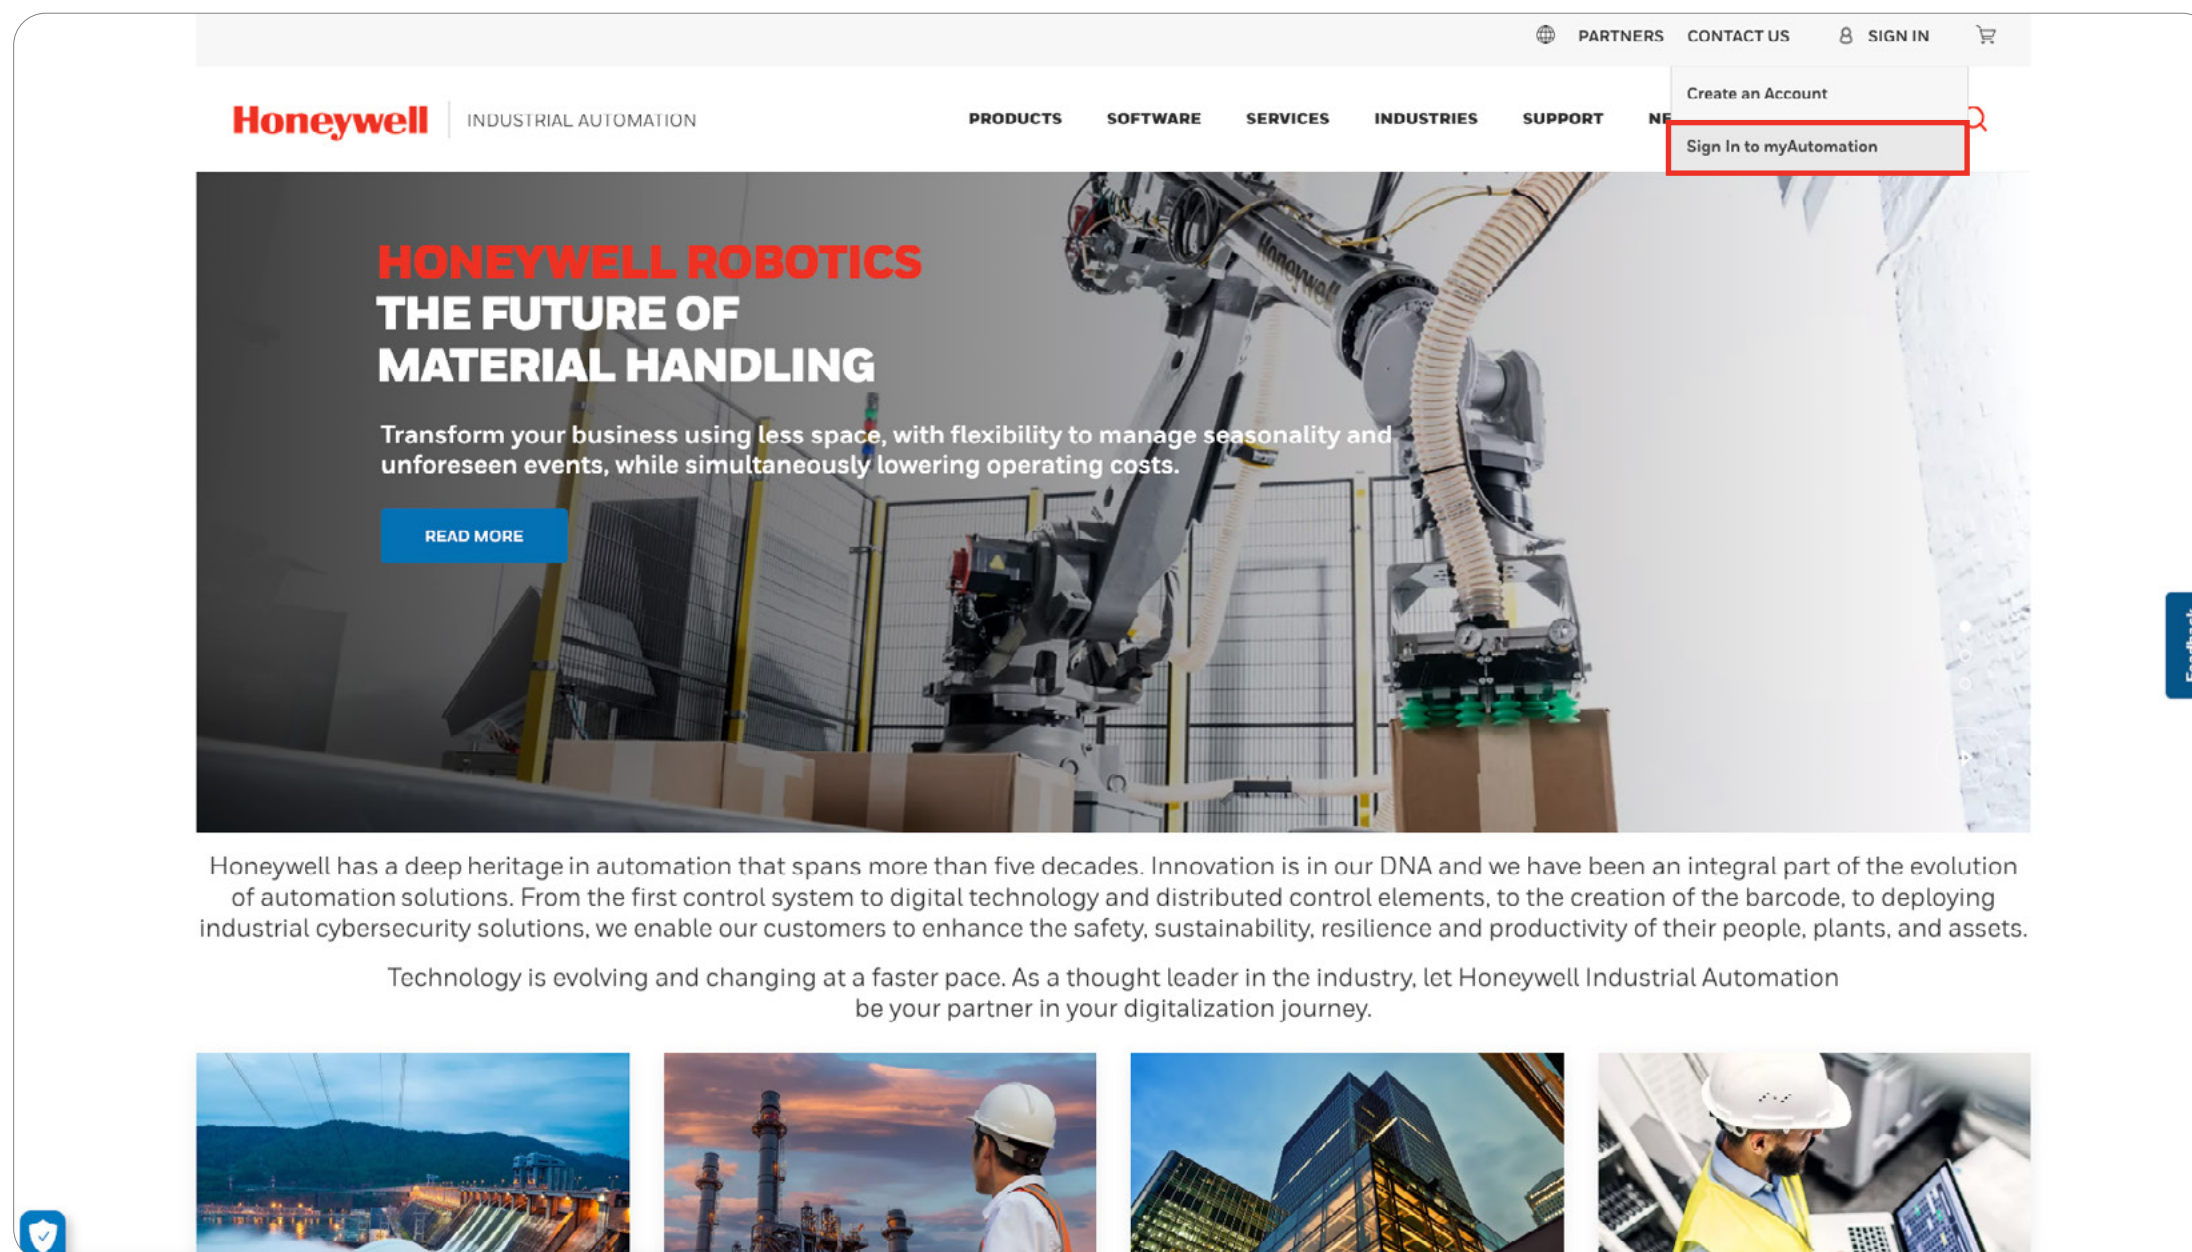 PARTNERS CONTACT US SIGN IN
Create an Account
Sign In to myAutomation
Honeywell INDUSTRIAL AUTOMATION
PRODUCTS SOFTWARE SERVICES INDUSTRIES SUPPORT
HONEYWELL ROBOTICS
THE FUTURE OF
MATERIAL HANDLING
Honeywell
Transform your business using less space, with flexibility to manage seasonality and
unforeseen events, while simultaneously lowering operating costs.
READ MORE
Feedback
Honeywell has a deep heritage in automation that spans more than five decades. Innovation is in our DNA and we have been an integral part of the evolution
of automation solutions. From the first control system to digital technology and distributed control elements, to the creation of the barcode, to deploying
industrial cybersecurity solutions, we enable our customers to enhance the safety, sustainability, resilience and productivity of their people, plants, and assets.
Technology is evolving and changing at a faster pace. As a thought leader in the industry, let Honeywell Industrial Automation
be your partner in your digitalization journey.